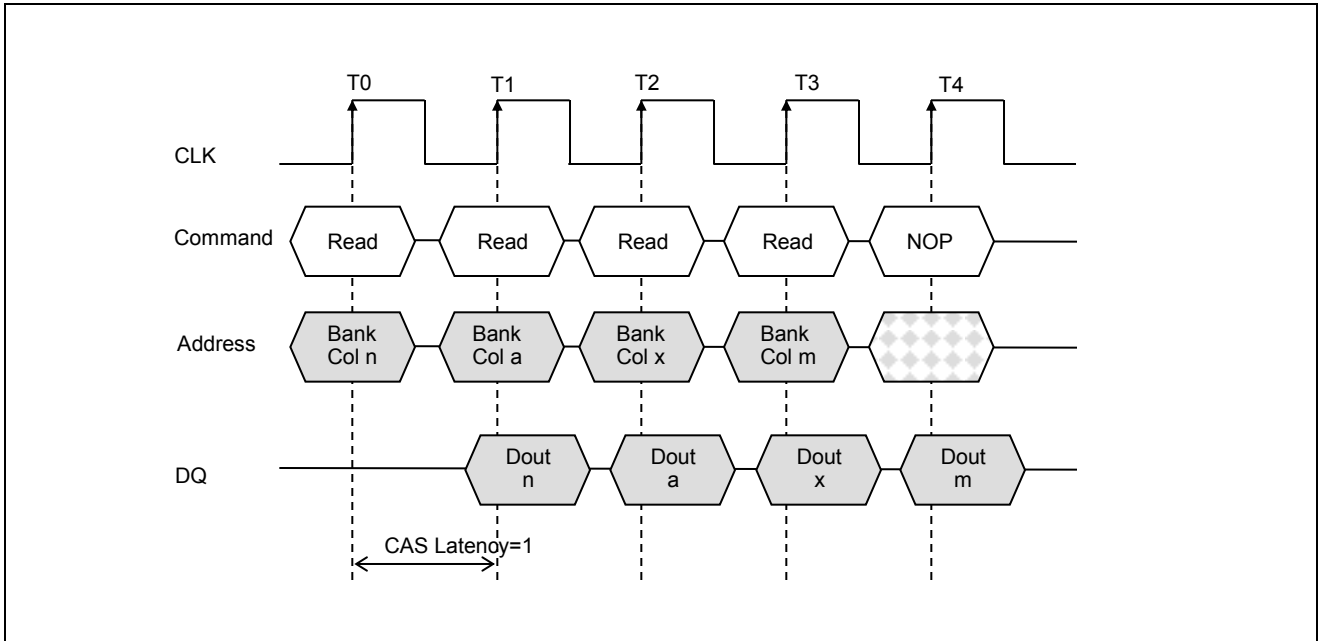 T0 T1 T2 T3 T4
CLK
Command Read Read Read Read NOP
Address
Bank Col n
Bank Col a
Bank Col x
Bank Col m
DQ
Dout n
Dout a
Dout x
Dout m
CAS Latency=1